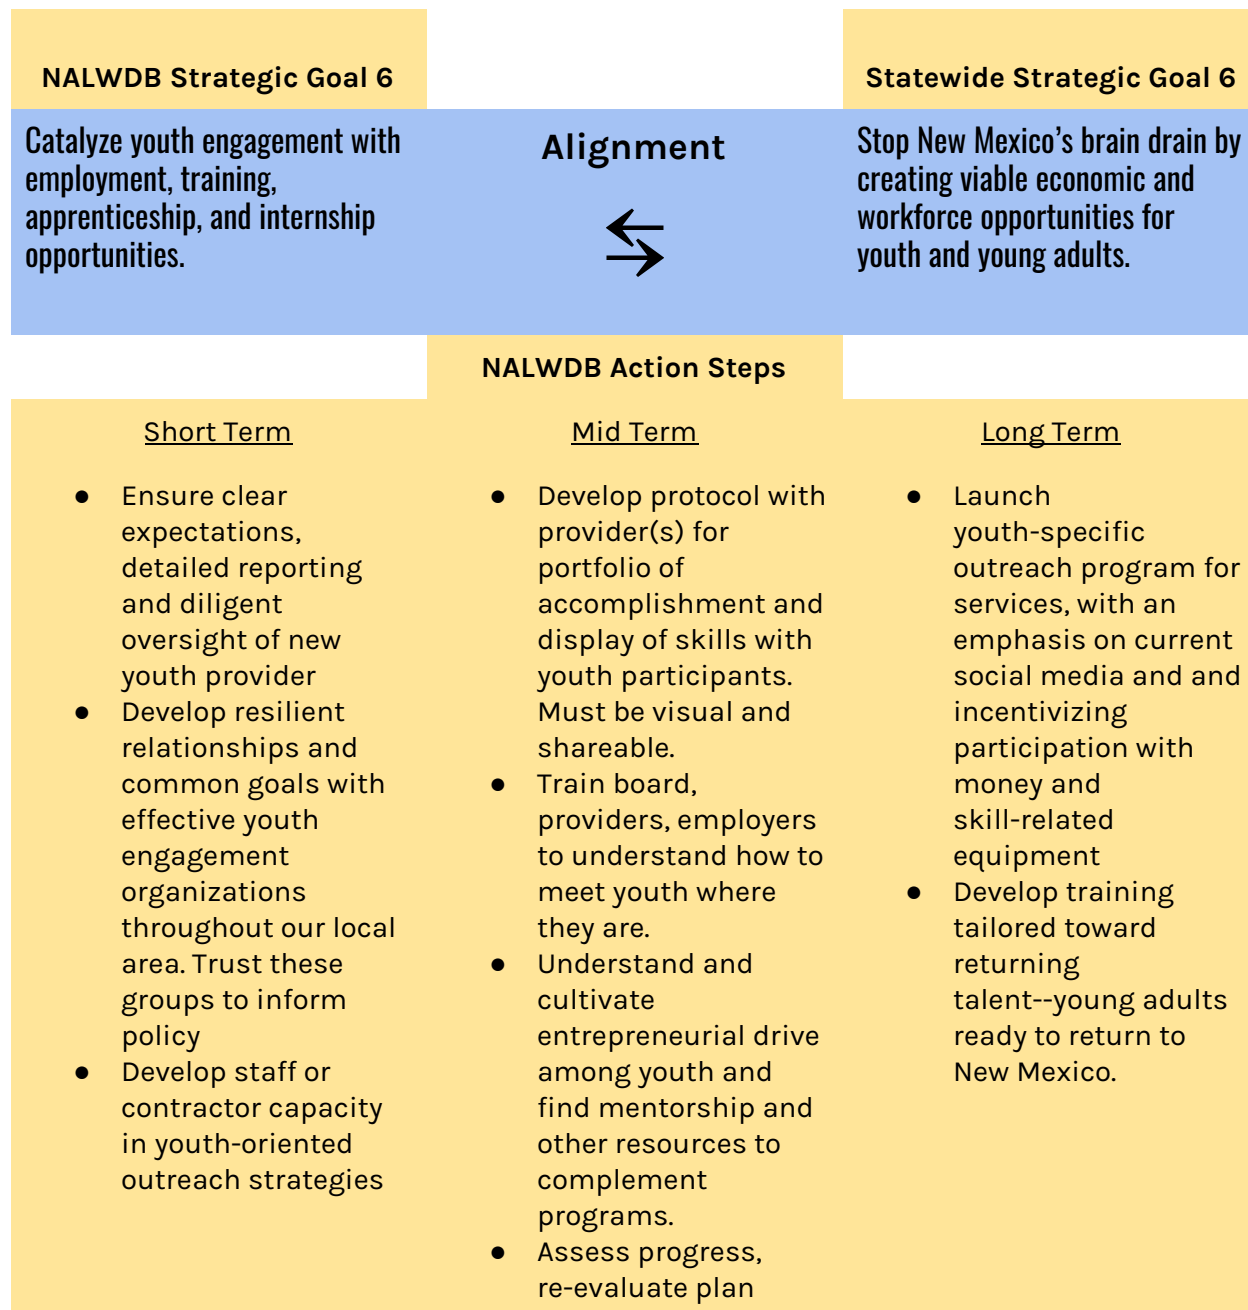 NALWDB Strategic Goal 6
Statewide Strategic Goal 6
Catalyze youth engagement with
employment, training,
apprenticeship, and internship
opportunities.
Alignment
Stop New Mexico’s brain drain by
creating viable economic and
workforce opportunities for
youth and young adults.
NALWDB Action Steps
Short Term
● Ensure clear
expectations,
detailed reporting
and diligent
oversight of new
youth provider
● Develop resilient
relationships and
common goals with
effective youth
engagement
organizations
throughout our local
area. Trust these
groups to inform
policy
● Develop staff or
contractor capacity
in youth-oriented
outreach strategies
Mid Term
● Develop protocol with
provider(s) for
portfolio of
accomplishment and
display of skills with
youth participants.
Must be visual and
shareable.
● Train board,
providers, employers
to understand how to
meet youth where
they are.
● Understand and
cultivate
entrepreneurial drive
among youth and
find mentorship and
other resources to
complement
programs.
● Assess progress,
re-evaluate plan
Long Term
● Launch
youth-specific
outreach program for
services, with an
emphasis on current
social media and and
incentivizing
participation with
money and
skill-related
equipment
● Develop training
tailored toward
returning
talent--young adults
ready to return to
New Mexico.